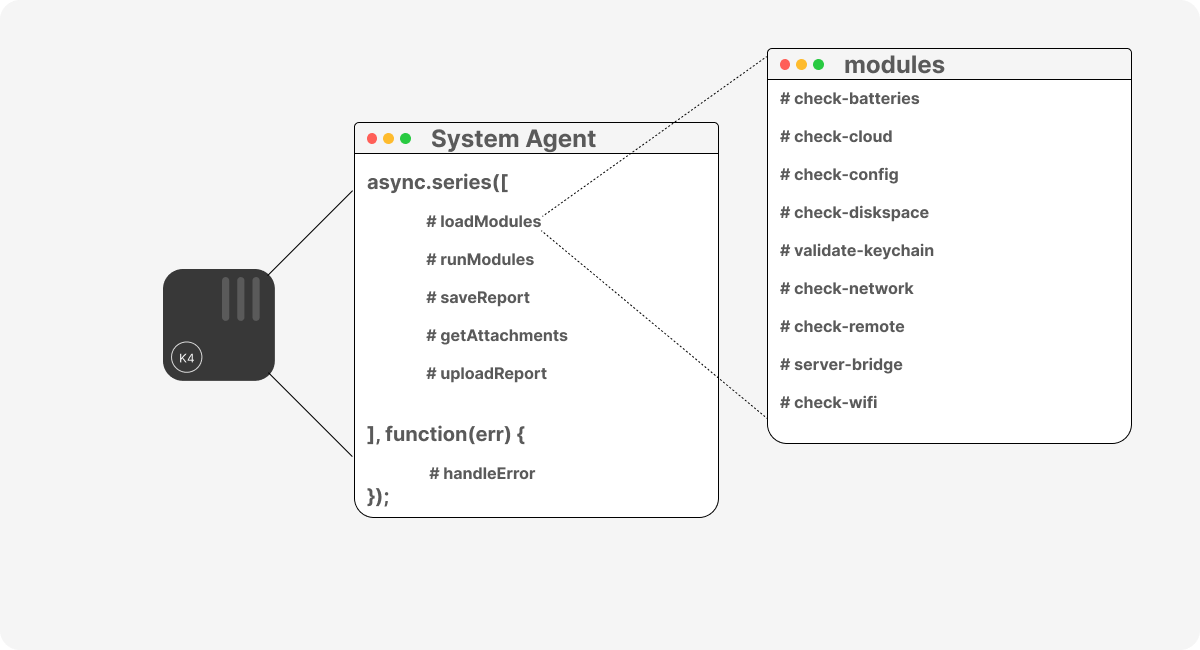 K4
System Agent
async.series([
# loadModules
# runModules
# saveReport
# getAttachments
# uploadReport
], function(err) {
# handleError
});
modules
# check-batteries
# check-cloud
# check-config
# check-diskspace
# validate-keychain
# check-network
# check-remote
# server-bridge
# check-wifi